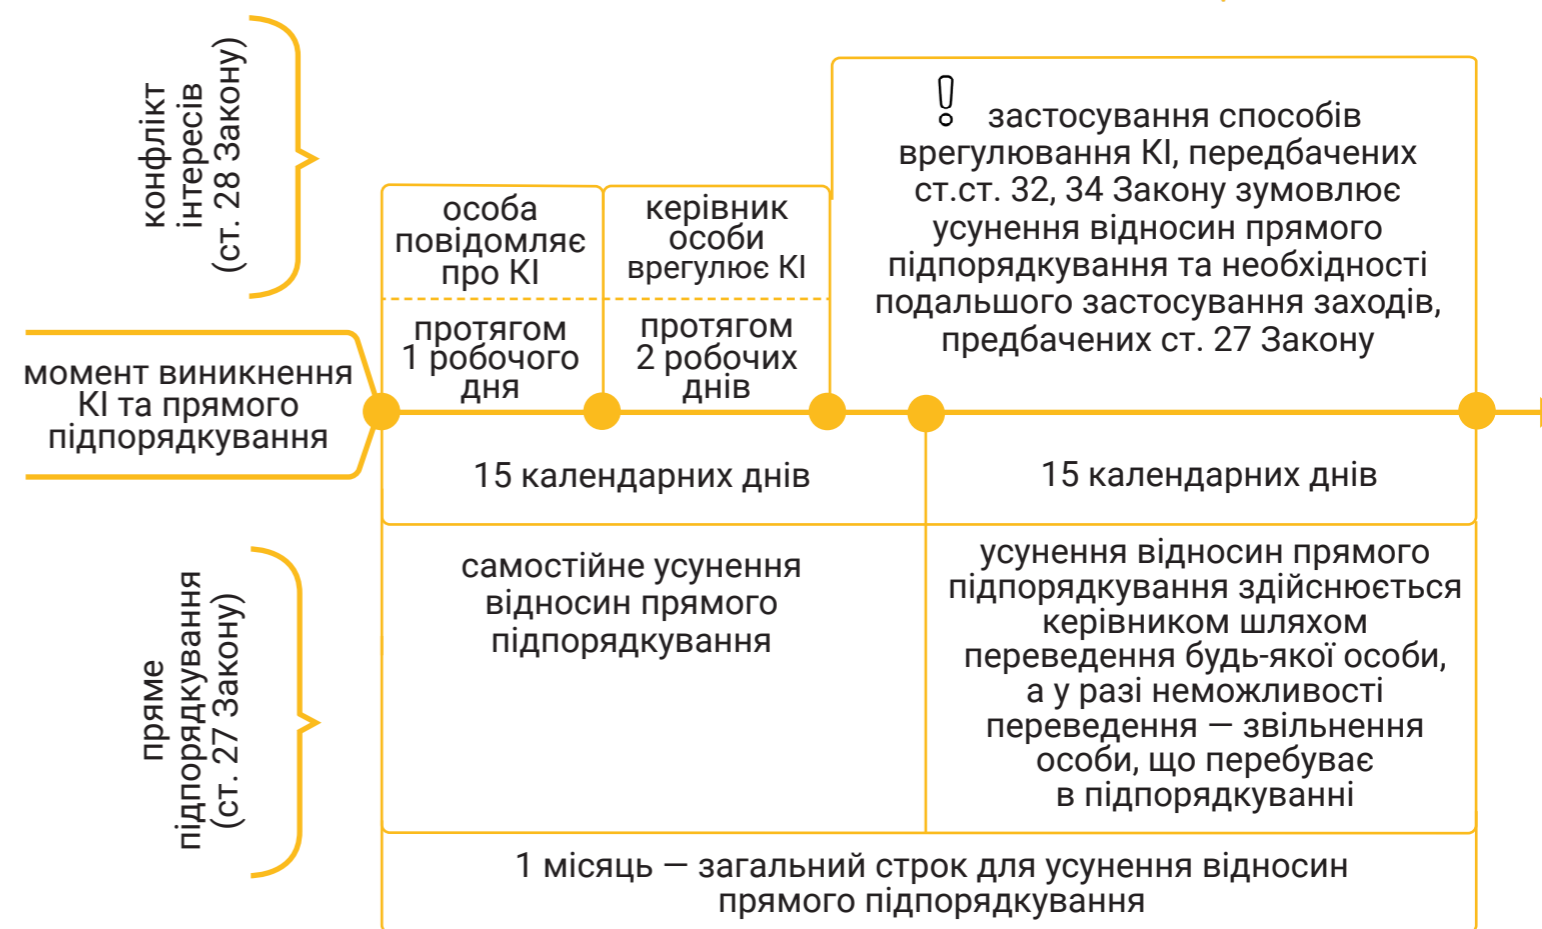 конфлікт
інтересів
(ст. 28 Закону)
особа
повідомляє
про КІ
керівник
особи
врегулює КІ
! застосування способів
врегулювання КІ, передбачених
ст.ст. 32, 34 Закону зумовлює
усунення відносин прямого
підпорядкування та необхідності
подальшого застосування заходів,
предбачених ст. 27 Закону
протягом
1 робочого
дня
протягом
2 робочих
днів
момент виникнення
КІ та прямого
підпорядкування
15 календарних днів
15 календарних днів
пряме
підпорядкування
(ст. 27 Закону)
самостійне усунення
відносин прямого
підпорядкування
усунення відносин прямого
підпорядкування здійснюється
керівником шляхом
переведення будь-якої особи,
а у разі неможливості
переведення — звільнення
особи, що перебуває
в підпорядкуванні
1 місяць — загальний строк для усунення відносин
прямого підпорядкування